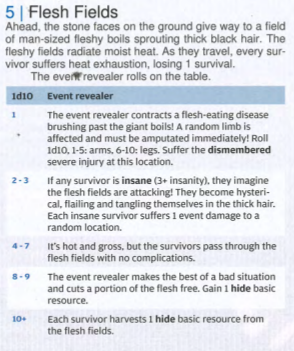 5 | Flesh Fields
Ahead, the stone faces on the ground give way to a field
of man-sized fleshy boils sprouting thick black hair. The
fleshy fields radiate moist heat. As they travel, every sur-
vivor suffers heat exhaustion, losing 1 survival.
The event revealer rolls on the table.
1d10 Event revealer
1 The event revealer contracts a flesh-eating disease
brushing past the giant boils! A random limb is
affected and must be amputated immediately! Roll
1d10, 1-5: arms, 6-10: legs. Suffer the dismembered
severe injury at this location.
2-3 If any survivor is insane (3+ insanity), they imagine
the flesh fields are attacking! They become hysteri-
cal, flailing and tangling themselves in the thick hair.
Each insane survivor suffers 1 event damage to a
random location.
4-7 It's hot and gross, but the survivors pass through the
flesh fields with no complications.
8-9 The event revealer makes the best of a bad situation
and cuts a portion of the flesh free. Gain 1 hide basic
resource.
10+ Each survivor harvests 1 hide basic resource from
the flesh fields.